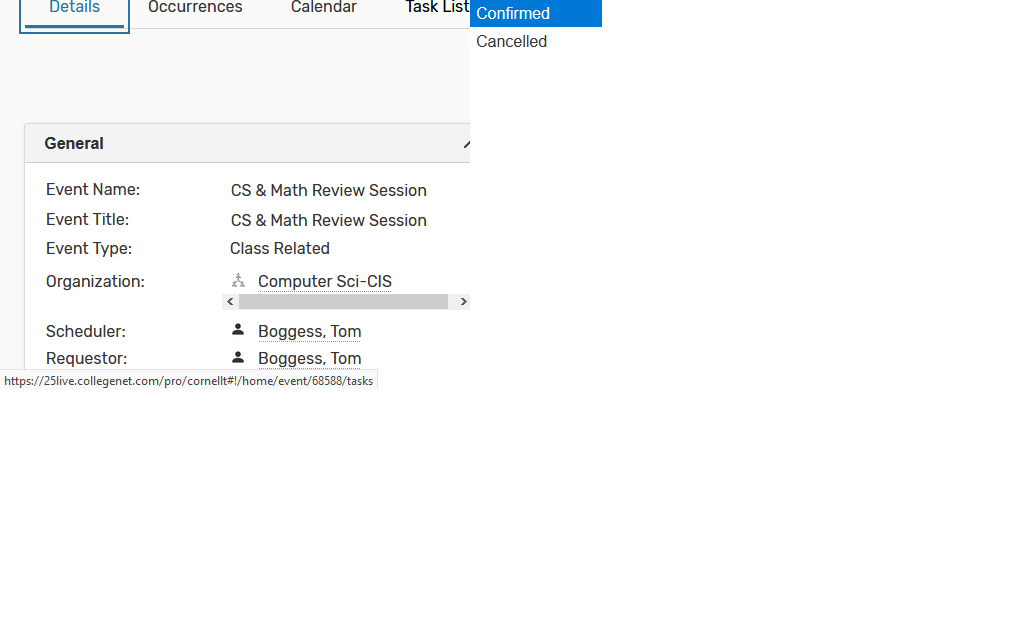 Details Occurrences Calendar Task List
Confirmed
Cancelled
General
Event Name: CS & Math Review Session
Event Title: CS & Math Review Session
Event Type: Class Related
Organization: Computer Sci-CIS
Scheduler: Boggess, Tom
Requestor: Boggess, Tom
https://25live.collegenet.com/pro/cornellt#!/home/event/68588/tasks